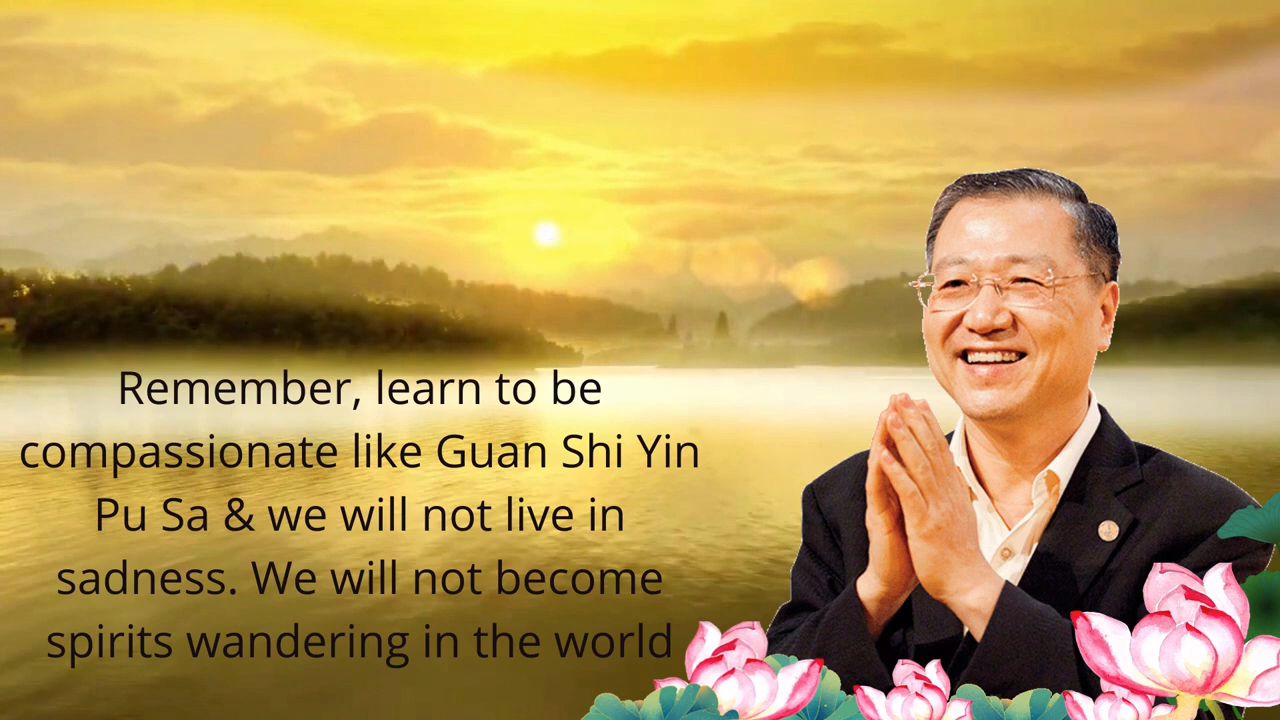 Remember, learn to be
compassionate like Guan Shi Yin
Pu Sa & we will not live in
sadness. We will not become
spirits wandering in the world